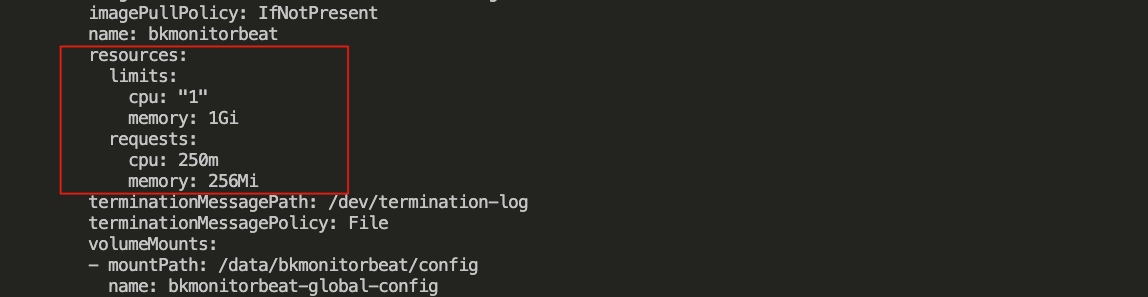 imagePullPolicy: IfNotPresent
name: bkmonitorbeat
resources:
  limits:
    cpu: "1"
    memory: 1Gi
  requests:
    cpu: 250m
    memory: 256Mi
terminationMessagePath: /dev/termination-log
terminationMessagePolicy: File
volumeMounts:
- mountPath: /data/bkmonitorbeat/config
  name: bkmonitorbeat-global-config